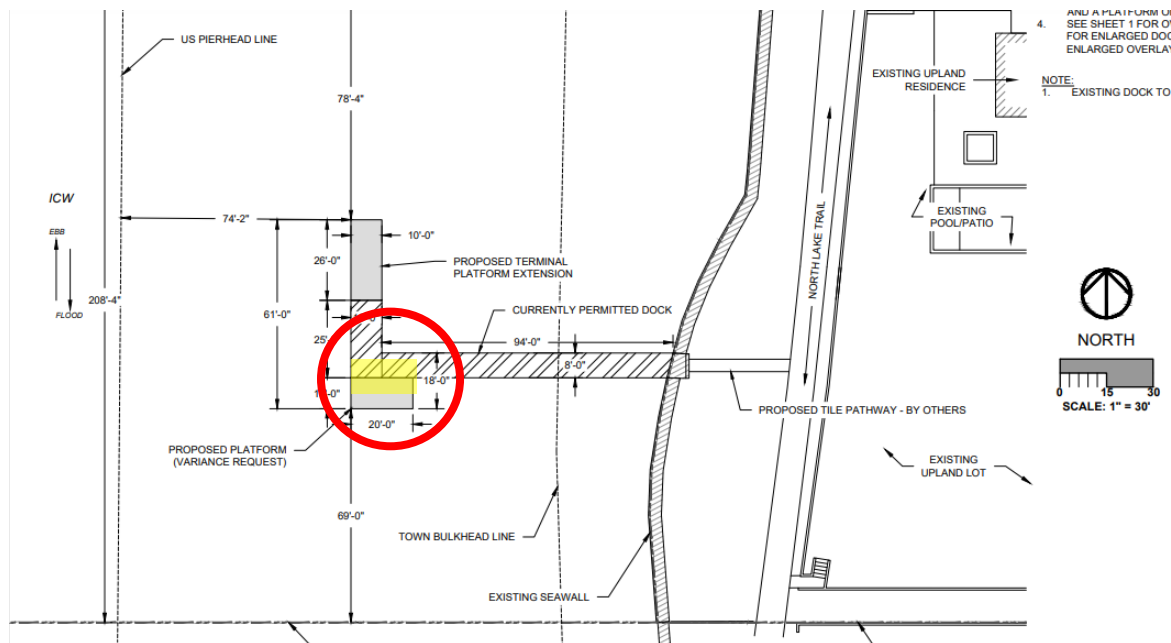 AND A PLATFORM
4. SEE SHEET 1 FOR
FOR ENLARGED
ENLARGED
NOTE:
1. EXISTING DOCK TO
US PIERHEAD LINE
EXISTING UPLAND
RESIDENCE
78'-4"
ICW
EBB
FLOOD
208'-4"
74'-2"
10'-0"
26'-0"
PROPOSED TERMINAL
PLATFORM EXTENSION
61'-0"
CURRENTLY PERMITTED DOCK
94'-0"
8'-0"
18'-0"
20'-0"
PROPOSED PLATFORM
(VARIANCE REQUEST)
69'-0"
NORTH LAKE TRAIL
EXISTING
POOL/PATIO
NORTH
0 15 30
SCALE: 1" = 30'
PROPOSED TILE PATHWAY - BY OTHERS
EXISTING
UPLAND LOT
TOWN BULKHEAD LINE
EXISTING SEAWALL